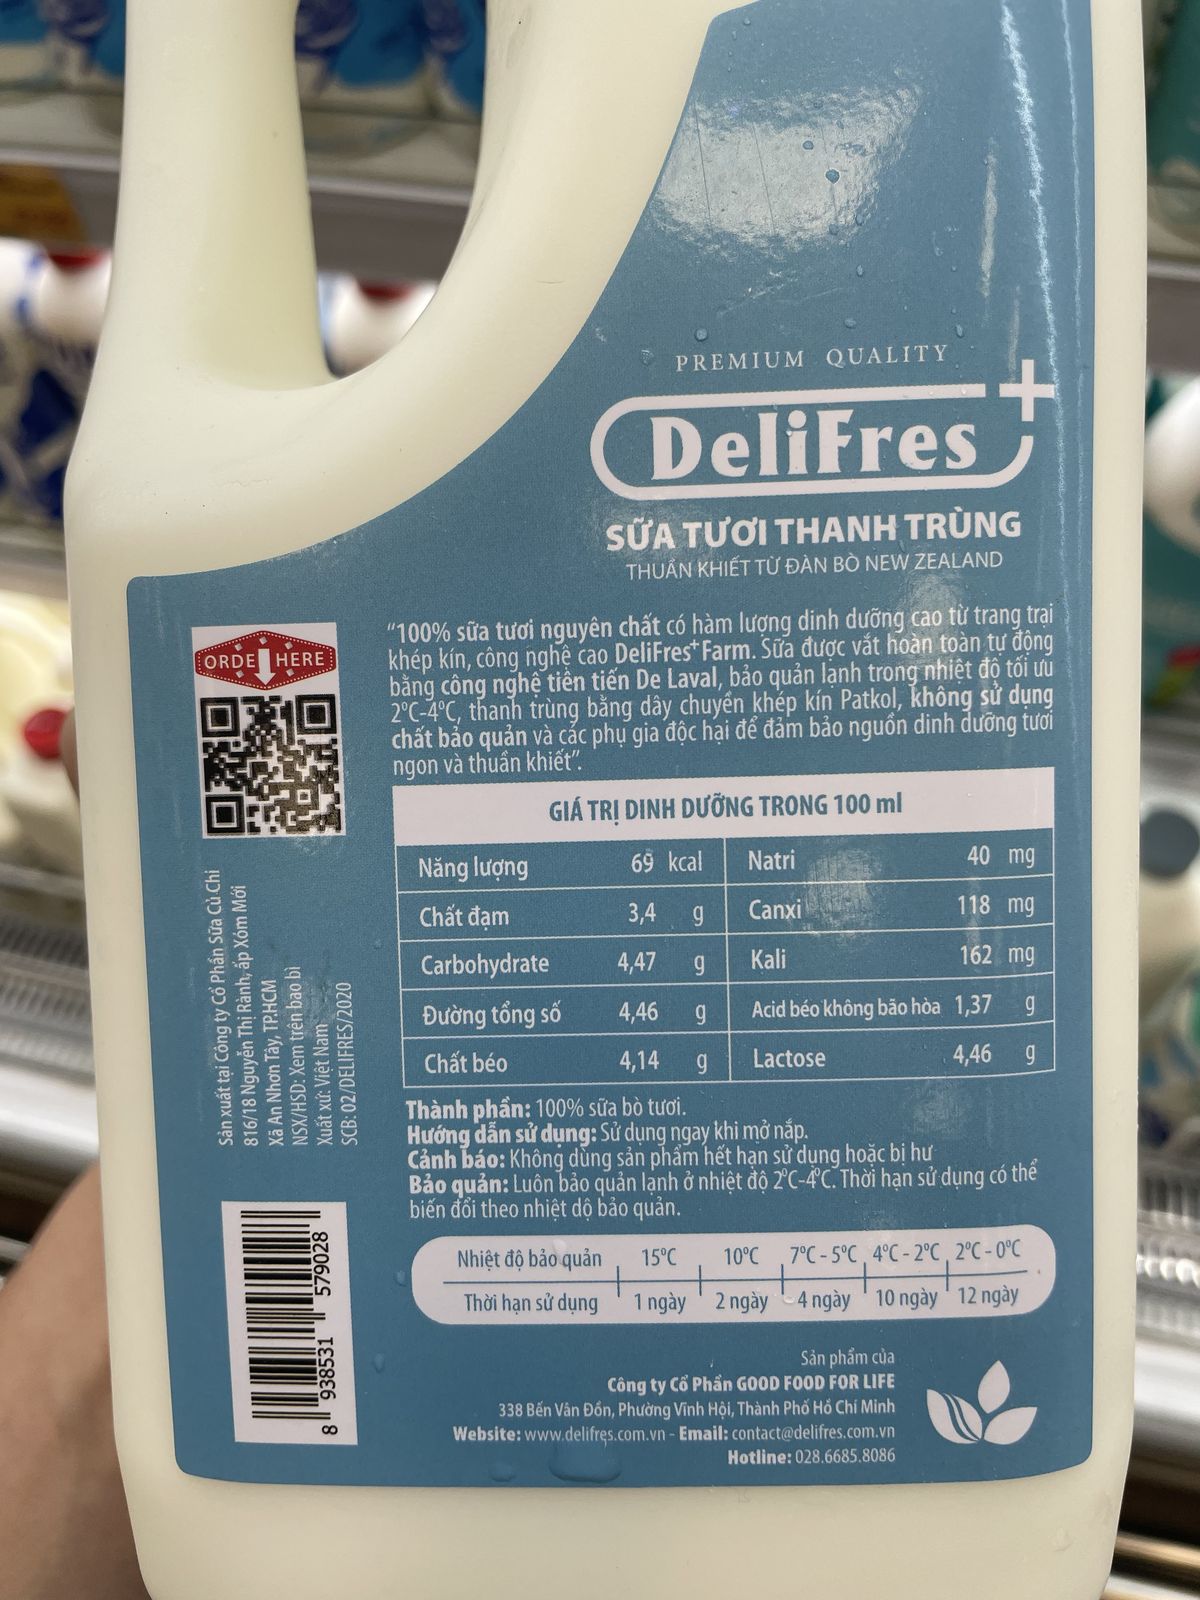 PREMIUM QUALITY
DeliFres+
SỮA TƯƠI THANH TRÙNG
THUẦN KHIẾT TỪ ĐÀN BÒ NEW ZEALAND
ORDE HERE
“100% sữa tươi nguyên chất có hàm lượng dinh dưỡng cao từ trang trại
khép kín, công nghệ cao DeliFres+ Farm. Sữa được vắt hoàn toàn tự động
bằng công nghệ tiên tiến De Laval, bảo quản lạnh trong nhiệt độ tối ưu
2°C-4°C, thanh trùng bằng dây chuyền khép kín Patkol, không sử dụng
chất bảo quản và các phụ gia độc hại để đảm bảo nguồn dinh dưỡng tươi
ngon và thuần khiết”.
GIÁ TRỊ DINH DƯỠNG TRONG 100 ml
Năng lượng 69 kcal Natri 40 mg
Chất đạm 3,4 g Canxi 118 mg
Carbohydrate 4,47 g Kali 162 mg
Đường tổng số 4,46 g Acid béo không bão hòa 1,37 g
Chất béo 4,14 g Lactose 4,46 g
Thành phần: 100% sữa bò tươi.
Hướng dẫn sử dụng: Sử dụng ngay khi mở nắp.
Cảnh báo: Không dùng sản phẩm hết hạn sử dụng hoặc bị hư
Bảo quản: Luôn bảo quản lạnh ở nhiệt độ 2°C-4°C. Thời hạn sử dụng có thể
biến đổi theo nhiệt dộ bảo quản.
Nhiệt độ bảo quản 15°C 10°C 7°C - 5°C 4°C - 2°C 2°C - 0°C
Thời hạn sử dụng 1 ngày 2 ngày 4 ngày 10 ngày 12 ngày
Sản phẩm của
Công ty Cổ Phần GOOD FOOD FOR LIFE
338 Bến Vân Đồn, Phường Vĩnh Hội, Thành Phố Hồ Chí Minh
Website: www.delifres.com.vn - Email: contact@delifres.com.vn
Hotline: 028.6685.8086
Sản xuất tại Công ty Cổ Phần Sữa Củ Chi
816/18 Nguyễn Thị Rành, ấp Xóm Mới
Xã An Nhơn Tây, TP.HCM
NSX/HSD: Xem trên bao bì
Xuất xứ: Việt Nam
SCB: 02/DELIFRES/2020
8 938531 579028